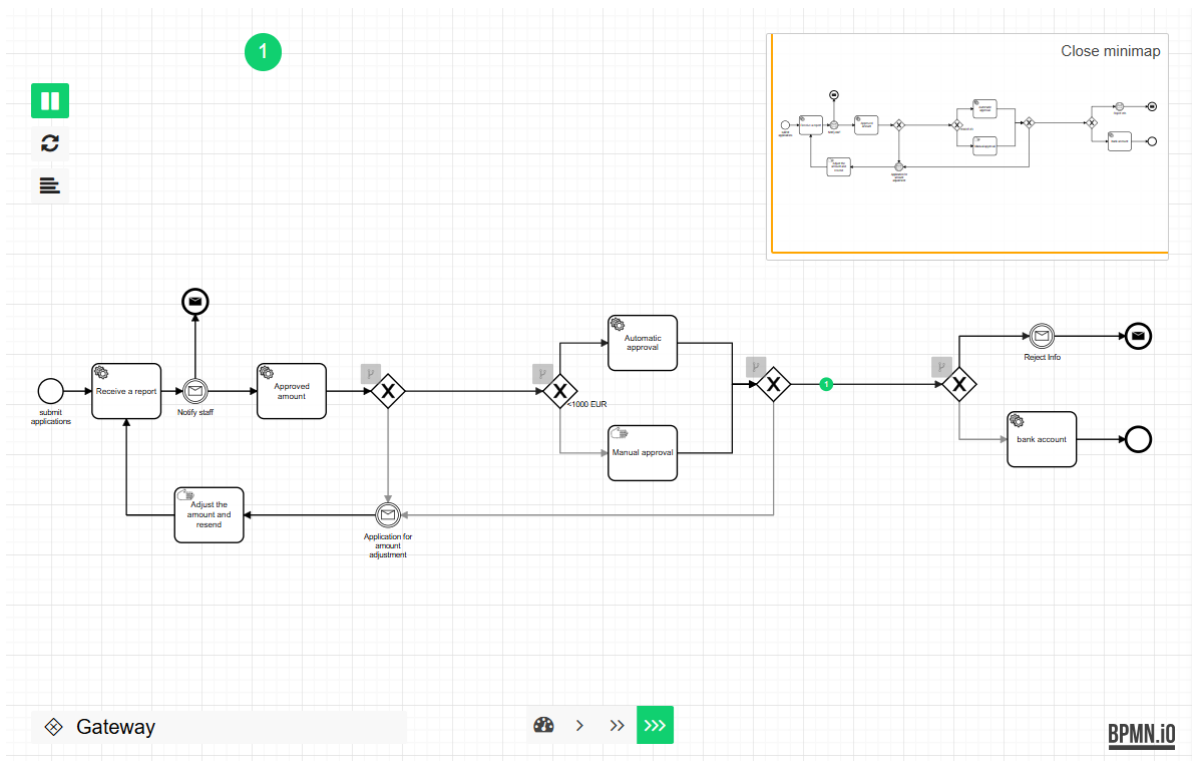 1
Close minimap
Automatic
approval
Reject Info
Receive a report
Approved
amount
submit
applications
Notify staff
<1000 EUR
1
Manual approval
bank account
Adjust the
amount and
resend
Application for
amount
adjustment
Gateway
BPMN.iO